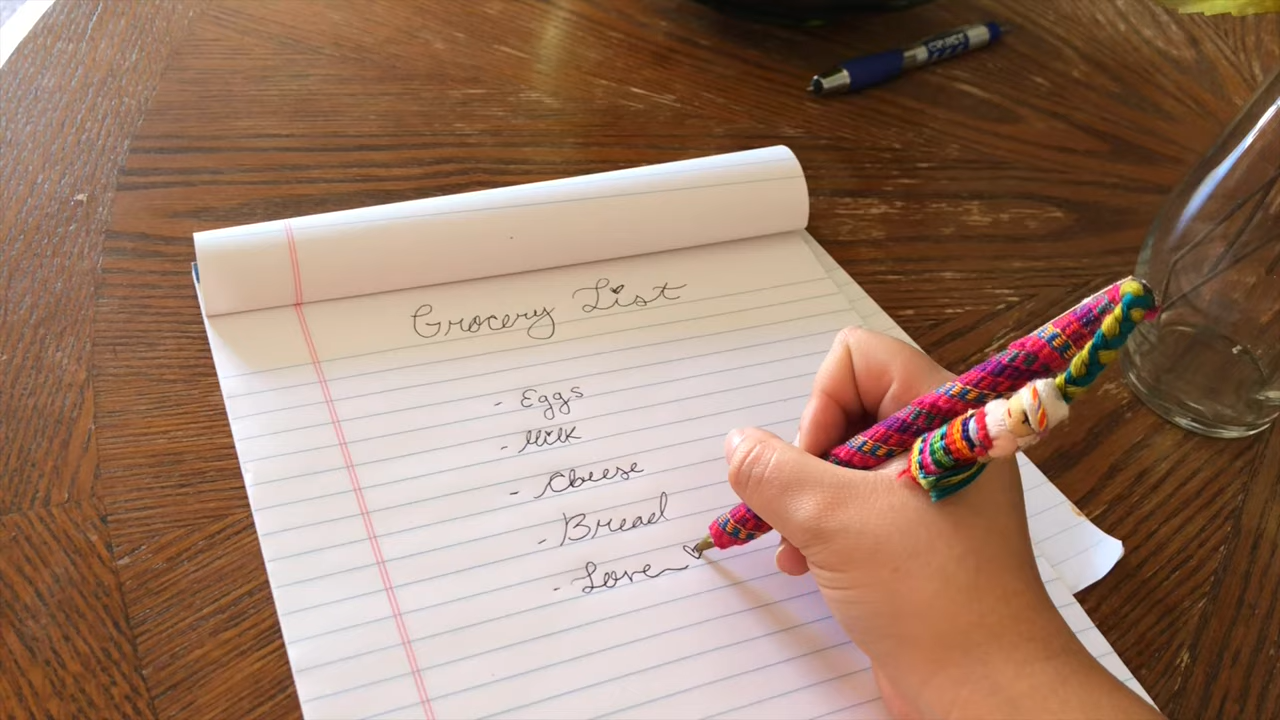 Grocery List
- Eggs
- Milk
- Cheese
- Bread
- Love